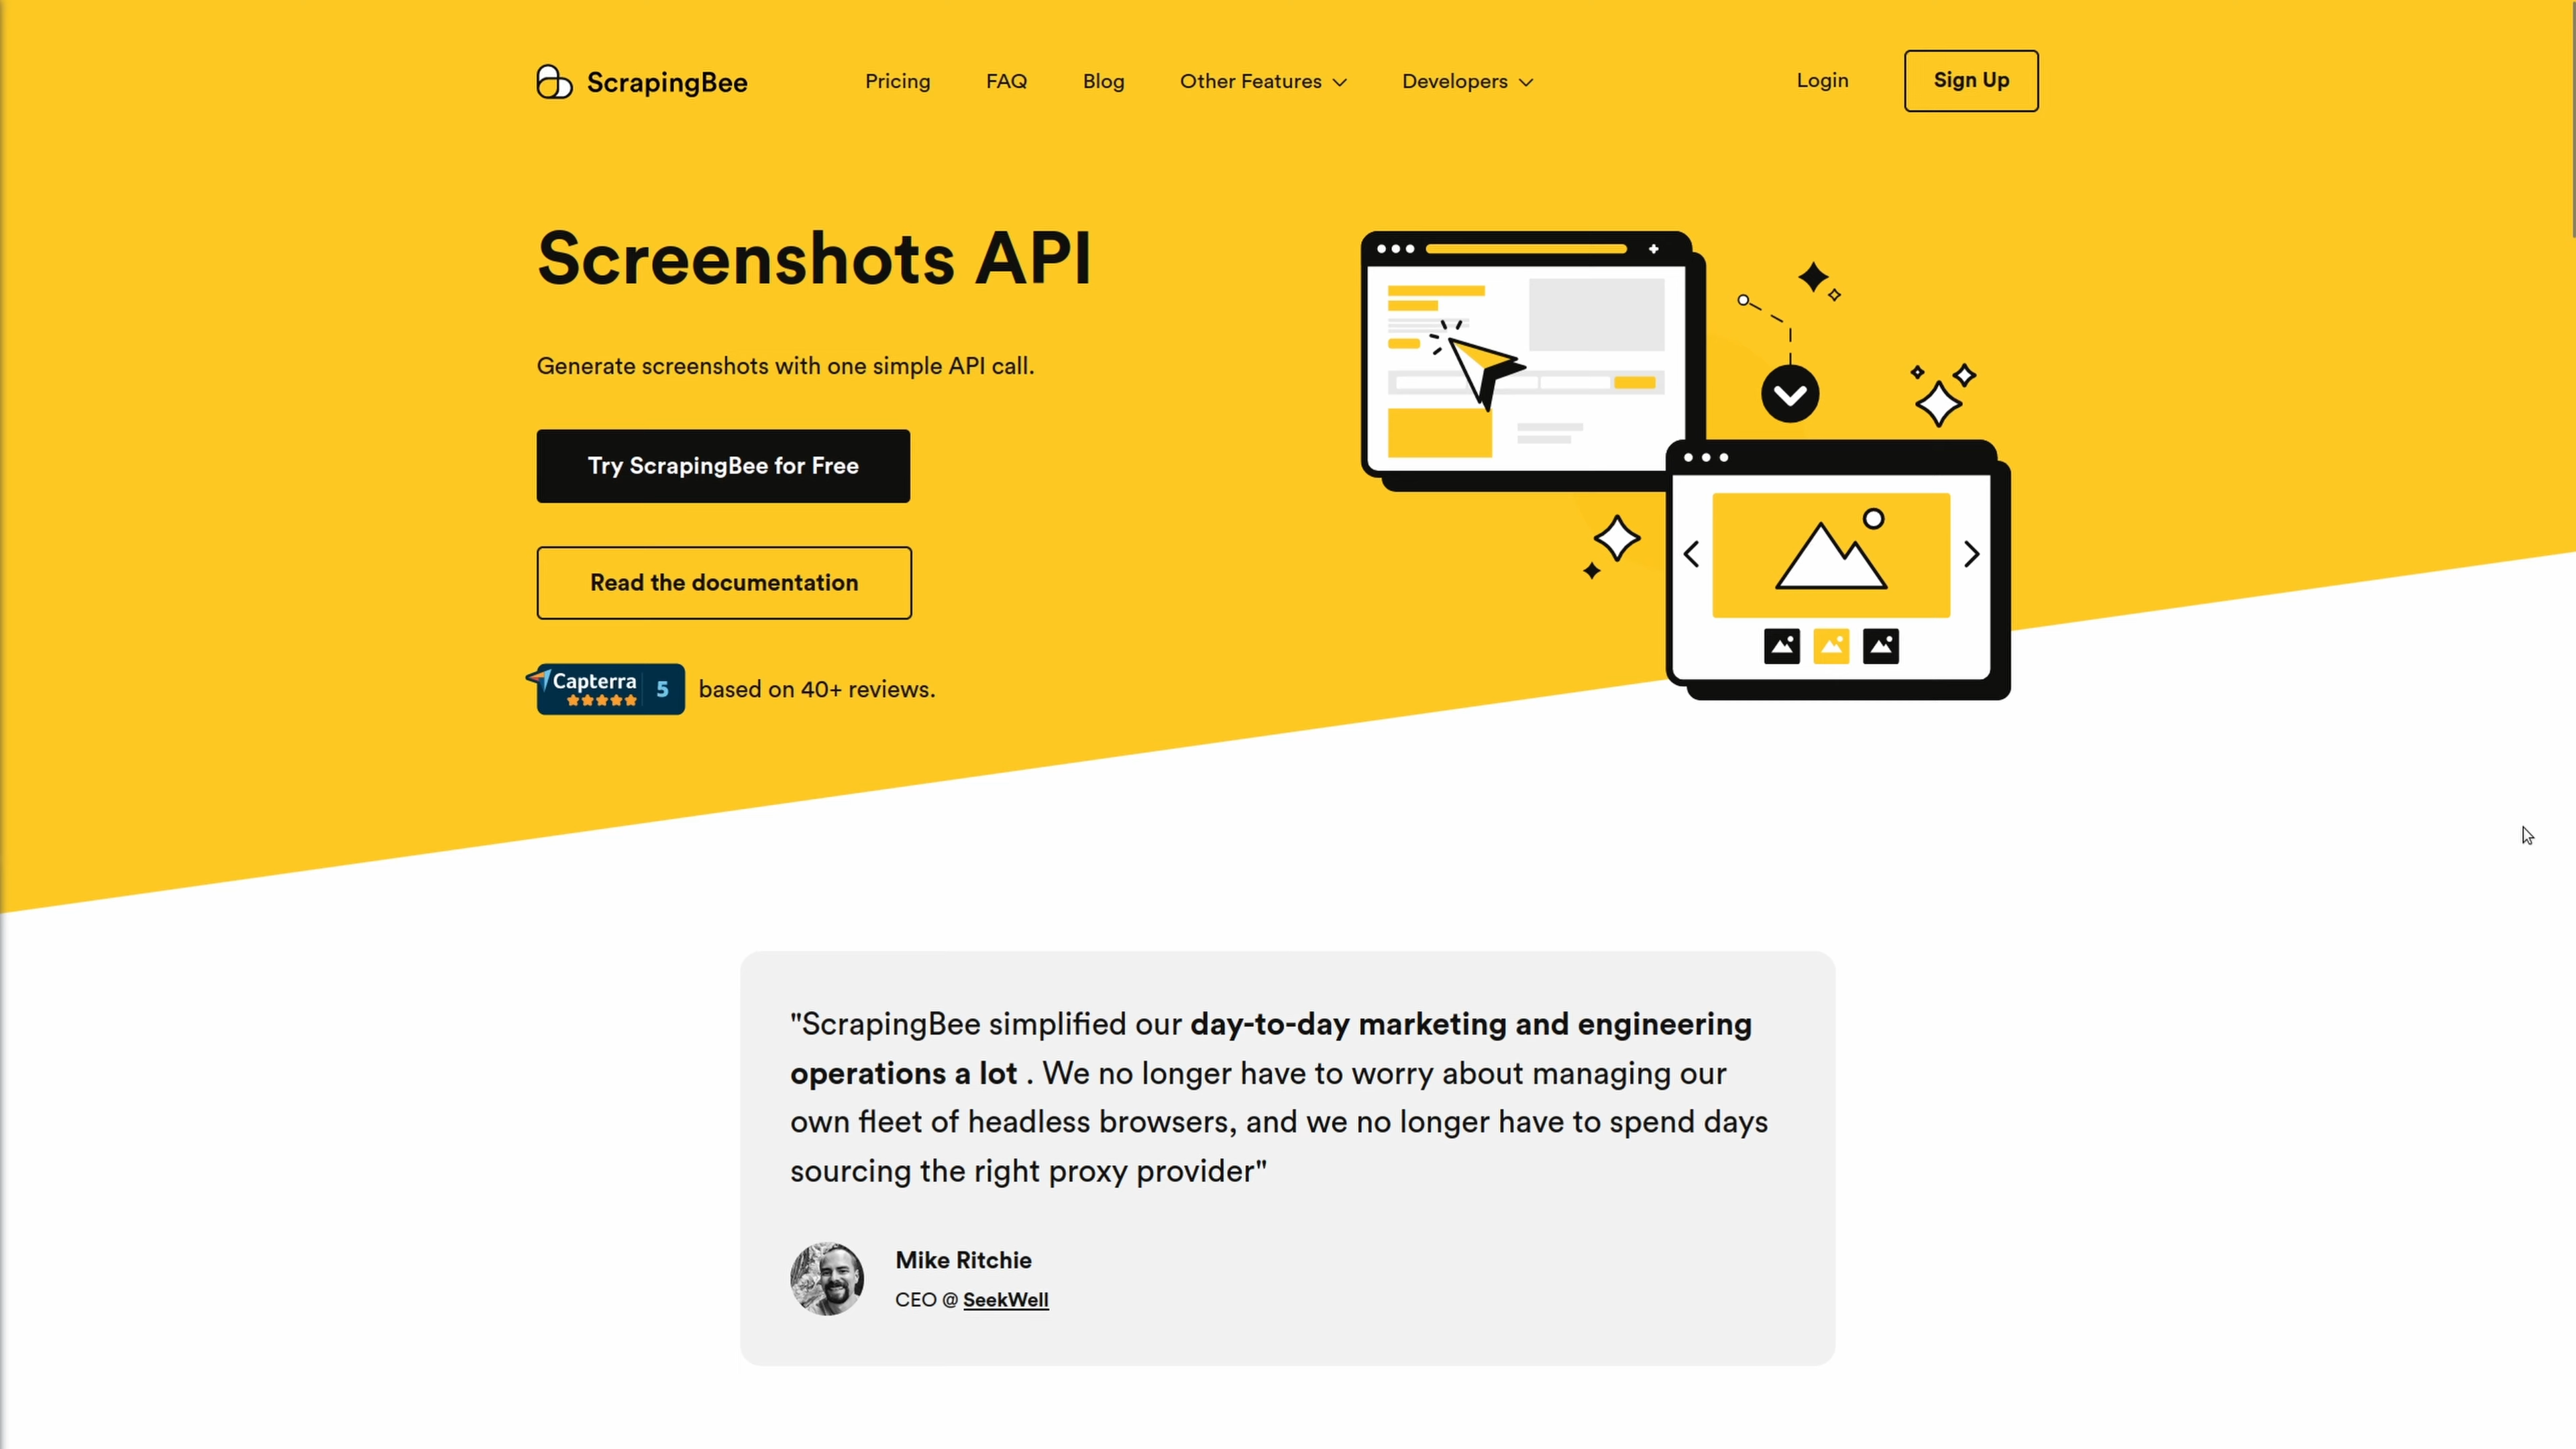 ScrapingBee
Pricing
FAQ
Blog
Other Features
Developers
Login
Sign Up
Screenshots API
Generate screenshots with one simple API call.
Try ScrapingBee for Free
Read the documentation
Capterra 5
based on 40+ reviews.
"ScrapingBee simplified our day-to-day marketing and engineering
operations a lot . We no longer have to worry about managing our
own fleet of headless browsers, and we no longer have to spend days
sourcing the right proxy provider"
Mike Ritchie
CEO @ SeekWell